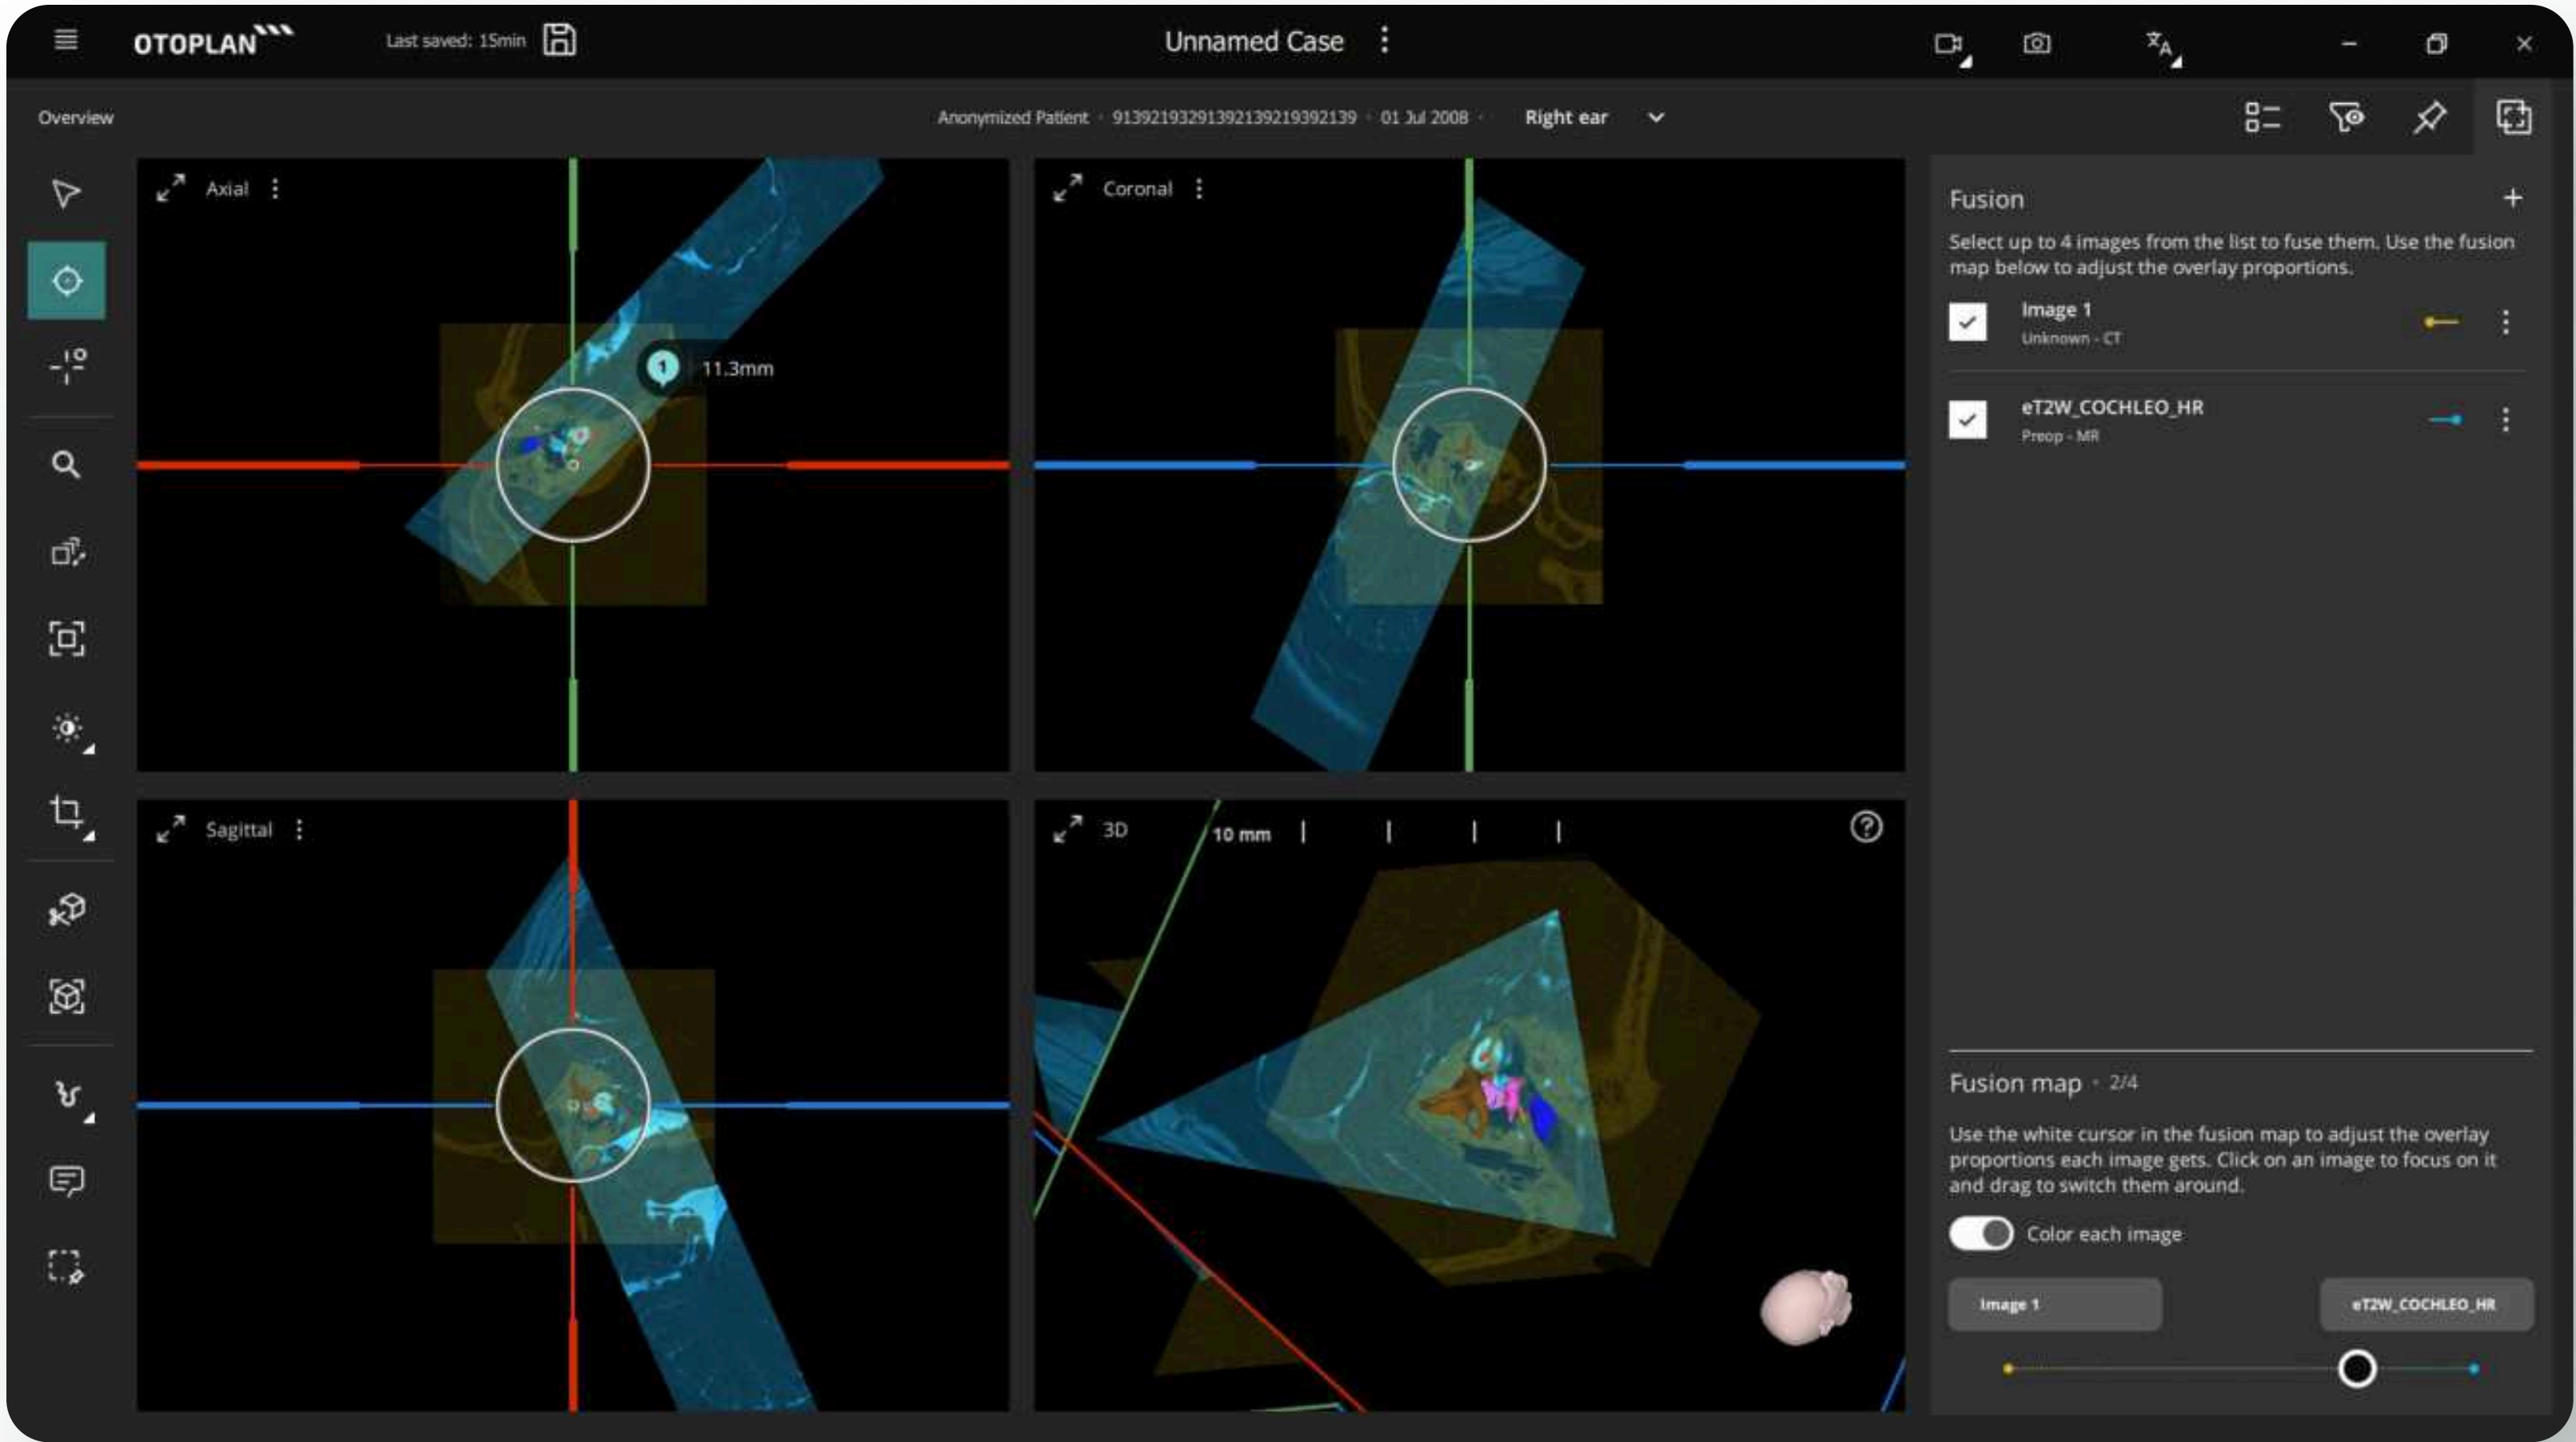 OTOPLAN
Last saved: 15min
Unnamed Case
Overview
Anonymized Patient · 91392193291392139219392139 · 01 Jul 2008 ·
Right ear
Axial
1
11.3mm
Coronal
Sagittal
3D
10 mm
Fusion
Select up to 4 images from the list to fuse them. Use the fusion
map below to adjust the overlay proportions.
Image 1
Unknown - CT
eT2W_COCHLEO_HR
Preop - MR
Fusion map · 2/4
Use the white cursor in the fusion map to adjust the overlay
proportions each image gets. Click on an image to focus on it
and drag to switch them around.
Color each image
Image 1
eT2W_COCHLEO_HR